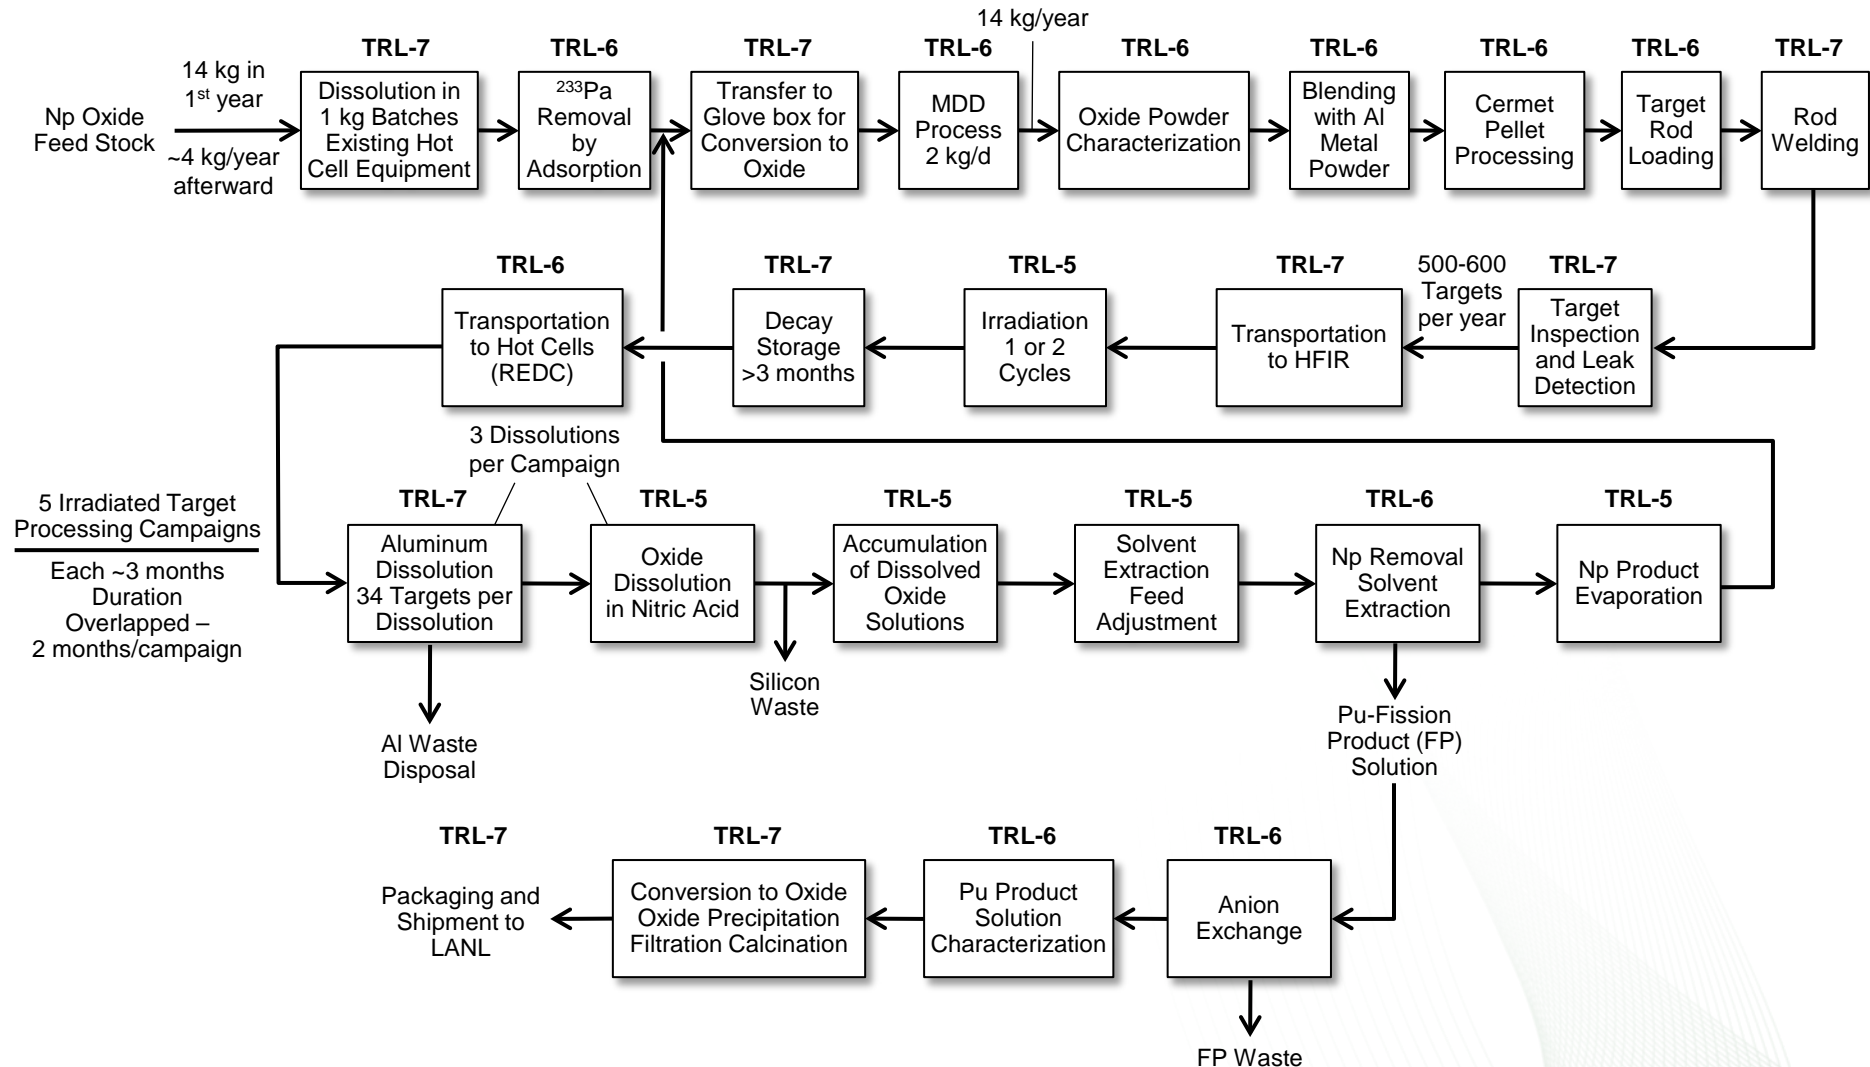 14 kg/year
TRL-7
TRL-6
TRL-7
TRL-6
TRL-6
TRL-6
TRL-6
TRL-6
TRL-7
Np Oxide
Feed Stock
14 kg in
1st year
~4 kg/year
afterward
Dissolution in
1 kg Batches
Existing Hot
Cell Equipment
233Pa
Removal
by
Adsorption
Transfer to
Glove box for
Conversion to
Oxide
MDD
Process
2 kg/d
Oxide Powder
Characterization
Blending
with Al
Metal
Powder
Cermet
Pellet
Processing
Target
Rod
Loading
Rod
Welding
TRL-6
TRL-7
TRL-5
TRL-7
500-600
Targets
per year
TRL-7
Transportation
to Hot Cells
(REDC)
Decay
Storage
>3 months
Irradiation
1 or 2
Cycles
Transportation
to HFIR
Target
Inspection
and Leak
Detection
3 Dissolutions
per Campaign
5 Irradiated Target
Processing Campaigns
Each ~3 months
Duration
Overlapped –
2 months/campaign
TRL-7
TRL-5
TRL-5
TRL-5
TRL-6
TRL-5
Aluminum
Dissolution
34 Targets per
Dissolution
Oxide
Dissolution
in Nitric Acid
Accumulation
of Dissolved
Oxide
Solutions
Solvent
Extraction
Feed
Adjustment
Np Removal
Solvent
Extraction
Np Product
Evaporation
Al Waste
Disposal
Silicon
Waste
Pu-Fission
Product (FP)
Solution
TRL-7
TRL-7
TRL-6
TRL-6
Packaging and
Shipment to
LANL
Conversion to Oxide
Oxide Precipitation
Filtration Calcination
Pu Product
Solution
Characterization
Anion
Exchange
FP Waste